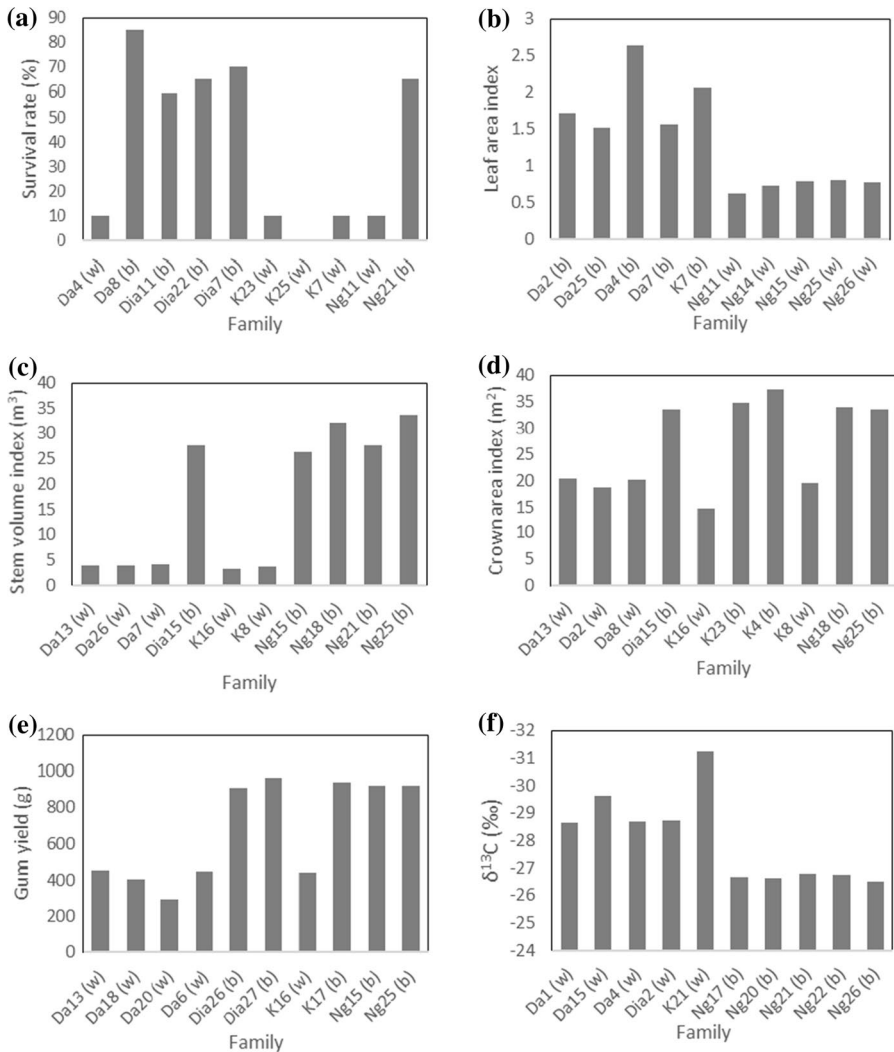 (a)
90
80
70
60
50
40
30
20
10
0
Survival rate (%)
Da4 (w)
Da8 (b)
Dia11 (b)
Dia22 (b)
Dia7 (b)
K23 (w)
K25 (w)
K7 (w)
Ng11 (w)
Ng21 (b)
Family
(b)
3
2.5
2
1.5
1
0.5
0
Leaf area index
Da2 (b)
Da25 (b)
Da4 (b)
Da7 (b)
K7 (b)
Ng11 (w)
Ng14 (w)
Ng15 (w)
Ng25 (w)
Ng26 (w)
Family
(c)
40
35
30
25
20
15
10
5
0
Stem volume index (m³)
Da13 (w)
Da26 (w)
Da7 (w)
Dia15 (b)
K16 (w)
K8 (w)
Ng15 (b)
Ng18 (b)
Ng21 (b)
Ng25 (b)
Family
(d)
40
35
30
25
20
15
10
5
0
Crown area index (m²)
Da13 (w)
Da2 (w)
Da8 (w)
Dia15 (b)
K16 (w)
K23 (b)
K4 (b)
K8 (w)
Ng18 (b)
Ng25 (b)
Family
(e)
1200
1000
800
600
400
200
0
Gum yield (g)
Da13 (w)
Da18 (w)
Da20 (w)
Da6 (w)
Dia26 (b)
Dia27 (b)
K16 (w)
K17 (b)
Ng15 (b)
Ng25 (b)
Family
(f)
-32
-31
-30
-29
-28
-27
-26
-25
-24
δ¹³C (‰)
Da1 (w)
Da15 (w)
Da4 (w)
Dia2 (w)
K21 (w)
Ng17 (b)
Ng20 (b)
Ng21 (b)
Ng22 (b)
Ng26 (b)
Family